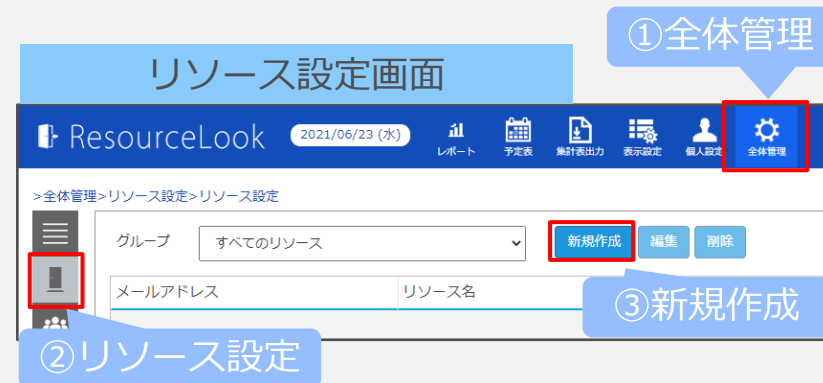 ①全体管理
リソース設定画面
ResourceLook
2021/06/23 (水)
レポート
予定表
集計表出力
表示設定
個人設定
全体管理
>全体管理>リソース設定>リソース設定
グループ
すべてのリソース
新規作成
編集
削除
メールアドレス
リソース名
③新規作成
②リソース設定